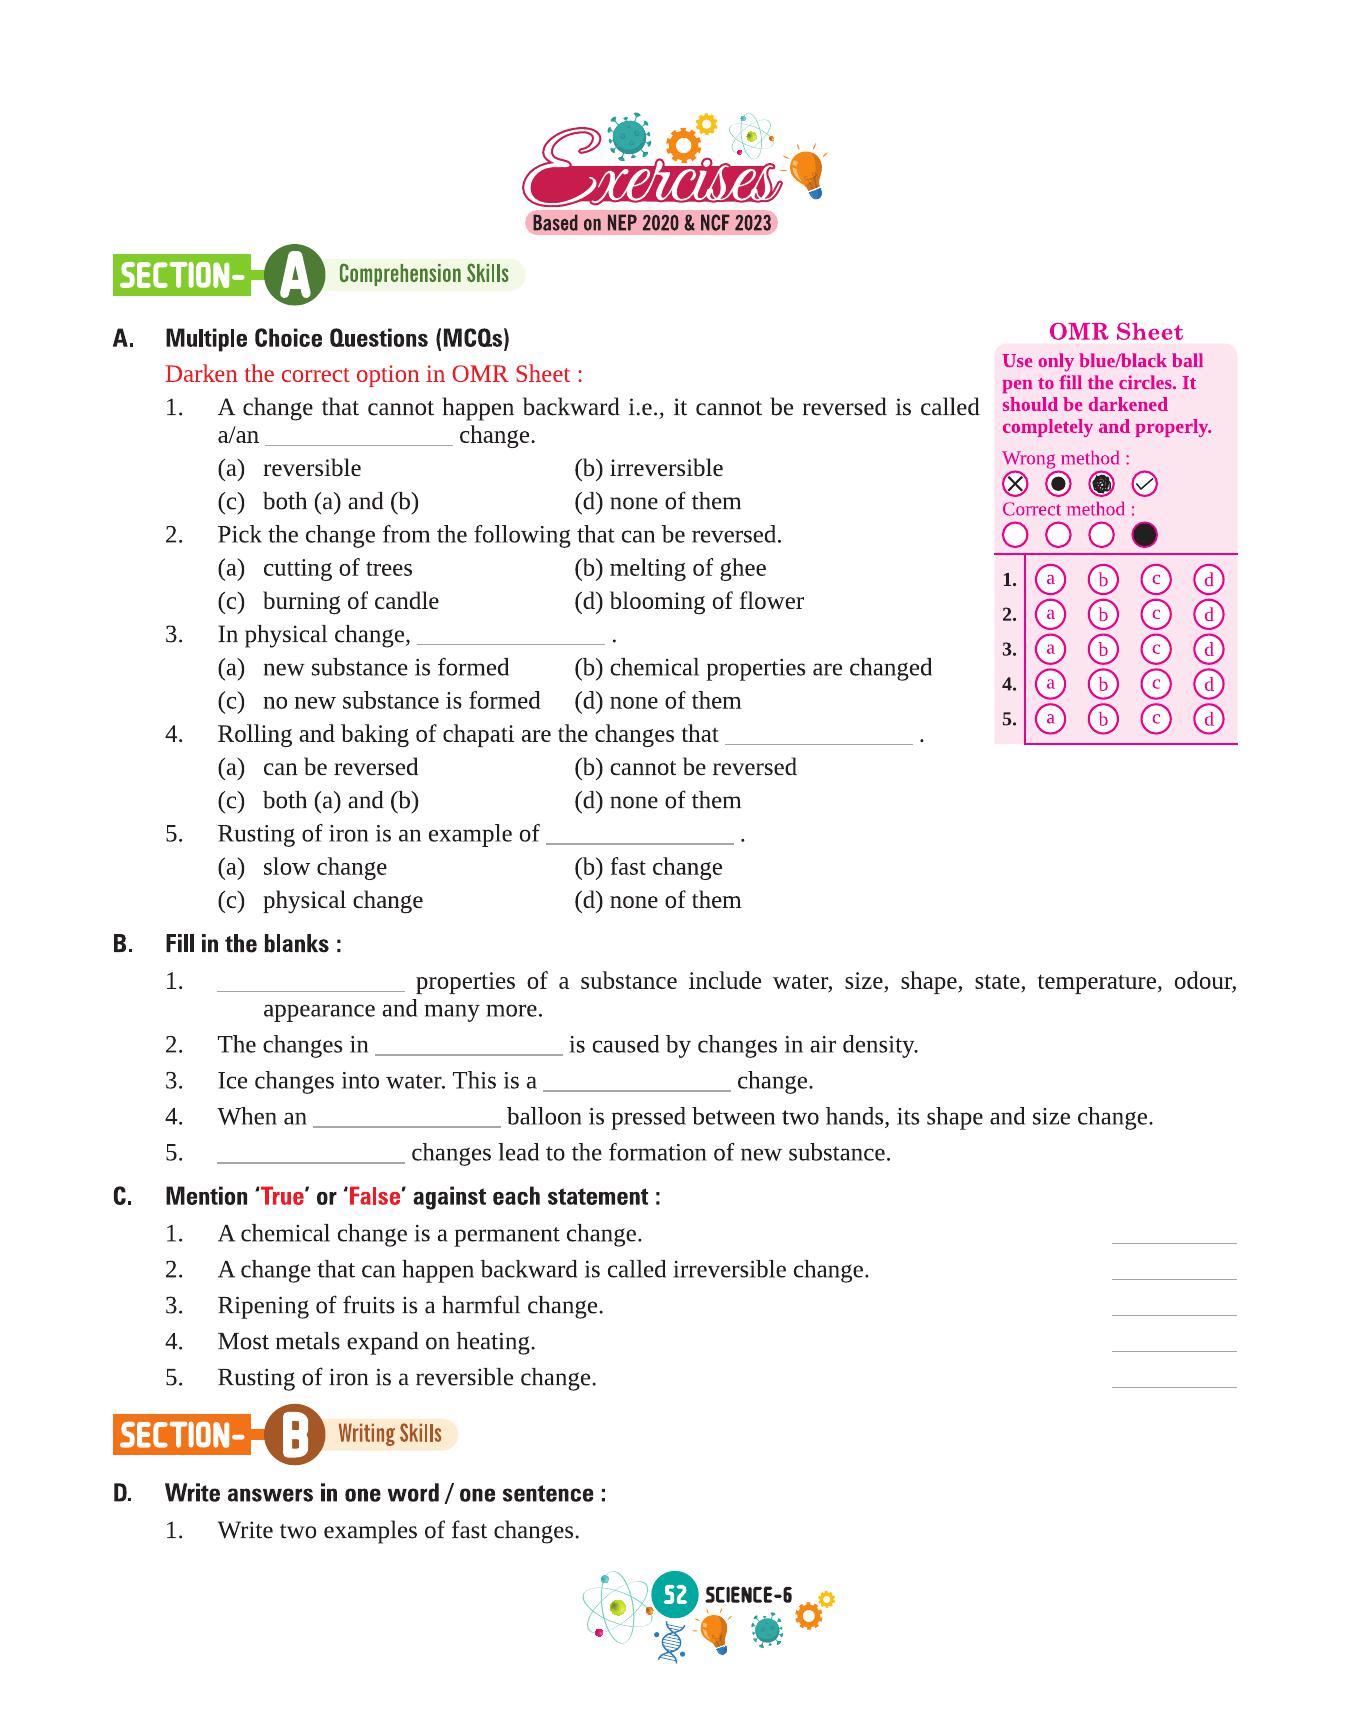 Exercises
Based on NEP 2020 & NCF 2023
SECTION- A Comprehension Skills
A. Multiple Choice Questions (MCQs)
Darken the correct option in OMR Sheet :
1. A change that cannot happen backward i.e., it cannot be reversed is called
a/an _______________ change.
(a) reversible (b) irreversible
(c) both (a) and (b) (d) none of them
2. Pick the change from the following that can be reversed.
(a) cutting of trees (b) melting of ghee
(c) burning of candle (d) blooming of flower
3. In physical change, _______________ .
(a) new substance is formed (b) chemical properties are changed
(c) no new substance is formed (d) none of them
4. Rolling and baking of chapati are the changes that _______________ .
(a) can be reversed (b) cannot be reversed
(c) both (a) and (b) (d) none of them
5. Rusting of iron is an example of _______________ .
(a) slow change (b) fast change
(c) physical change (d) none of them
OMR Sheet
Use only blue/black ball
pen to fill the circles. It
should be darkened
completely and properly.
Wrong method :
Correct method :
1. a b c d
2. a b c d
3. a b c d
4. a b c d
5. a b c d
B. Fill in the blanks :
1. _______________ properties of a substance include water, size, shape, state, temperature, odour,
appearance and many more.
2. The changes in _______________ is caused by changes in air density.
3. Ice changes into water. This is a _______________ change.
4. When an _______________ balloon is pressed between two hands, its shape and size change.
5. _______________ changes lead to the formation of new substance.
C. Mention ‘True’ or ‘False’ against each statement :
1. A chemical change is a permanent change. __________
2. A change that can happen backward is called irreversible change. __________
3. Ripening of fruits is a harmful change. __________
4. Most metals expand on heating. __________
5. Rusting of iron is a reversible change. __________
SECTION- B Writing Skills
D. Write answers in one word / one sentence :
1. Write two examples of fast changes.
52 SCIENCE-6